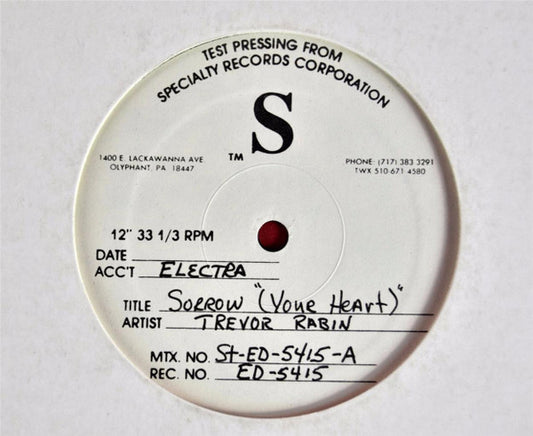 TEST PRESSING FROM
SPECIALTY RECORDS CORPORATION
S
TM
1400 E. LACKAWANNA AVE
OLYPHANT, PA 18447
PHONE: (717) 383 3291
TWX 510-671 4580
12" 33 1/3 RPM
DATE
ACC'T ELECTRA
TITLE SORROW "(YOUR HEART)"
ARTIST TREVOR RABIN
MTX. NO. St-ED-5415-A
REC. NO. ED-5415